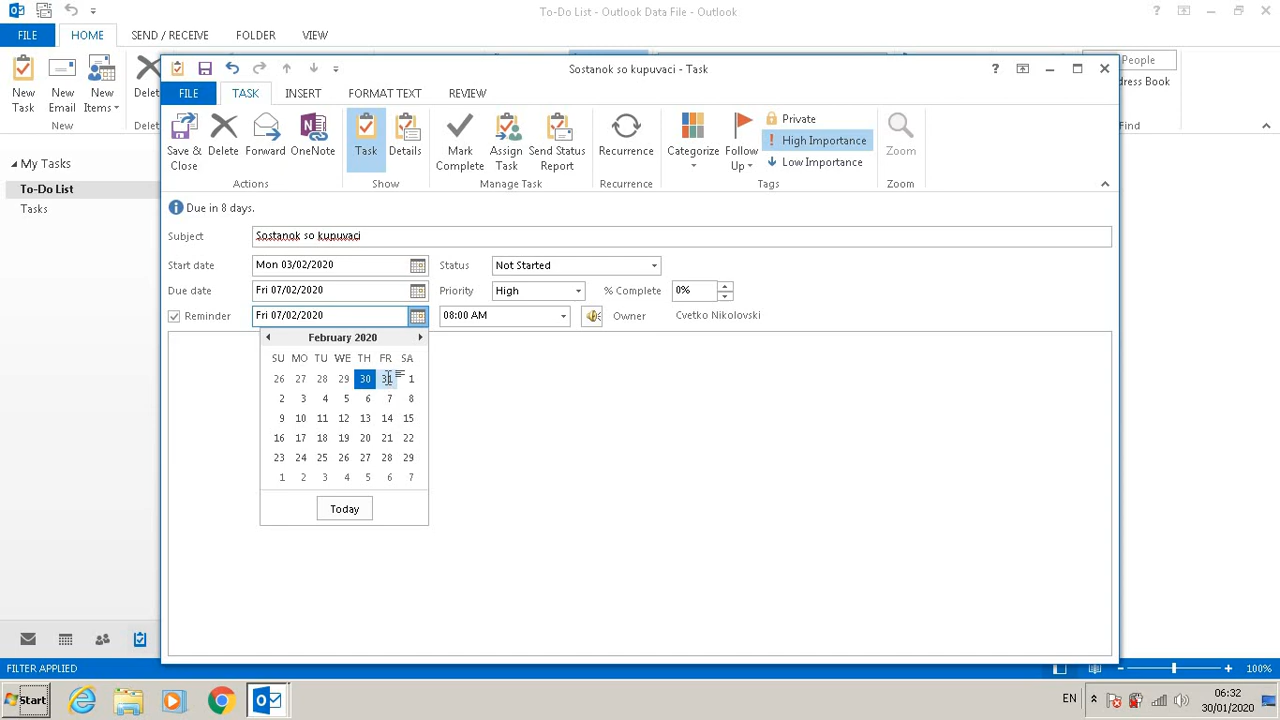 To-Do List - Outlook Data File - Outlook
FILE HOME SEND / RECEIVE FOLDER VIEW
New Task
New Email
New Items
Delet
New
Delet
People
dress Book
Find
My Tasks
To-Do List
Tasks
Sostanok so kupuvaci - Task
FILE TASK INSERT FORMAT TEXT REVIEW
Save & Close
Delete
Forward
OneNote
Actions
Task
Details
Show
Mark Complete
Assign Task
Send Status Report
Manage Task
Recurrence
Recurrence
Categorize
Follow Up
Private
High Importance
Low Importance
Tags
Zoom
Zoom
Due in 8 days.
Subject Sostanok so kupuvaci
Start date Mon 03/02/2020 Status Not Started
Due date Fri 07/02/2020 Priority High % Complete 0%
Reminder Fri 07/02/2020 08:00 AM Owner Cvetko Nikolovski
February 2020
SU MO TU WE TH FR SA
26 27 28 29 30 31 1
2 3 4 5 6 7 8
9 10 11 12 13 14 15
16 17 18 19 20 21 22
23 24 25 26 27 28 29
1 2 3 4 5 6 7
Today
FILTER APPLIED 100%
Start EN 06:32
30/01/2020